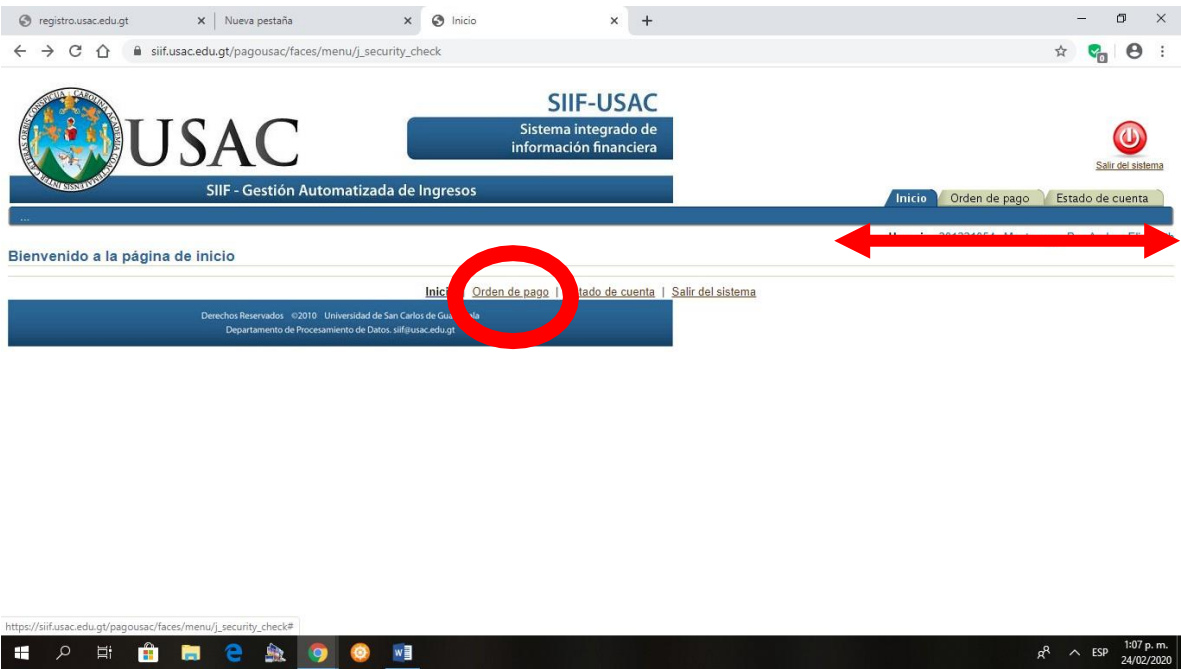 registro.usac.edu.gt
Nueva pestaña
Inicio
siif.usac.edu.gt/pagousac/faces/menu/j_security_check
USAC
SIIF-USAC
Sistema integrado de
información financiera
SIIF - Gestión Automatizada de Ingresos
Salir del sistema
Inicio Orden de pago Estado de cuenta
...
Bienvenido a la página de inicio
Orden de pago | de cuenta | Salir del sistema
Derechos Reservados ©2010 Universidad de San Carlos de
Departamento de Procesamiento de Datos. siif@usac.edu.gt
https://siif.usac.edu.gt/pagousac/faces/menu/j_security_check#
ESP
1:07 p. m.
24/02/2020